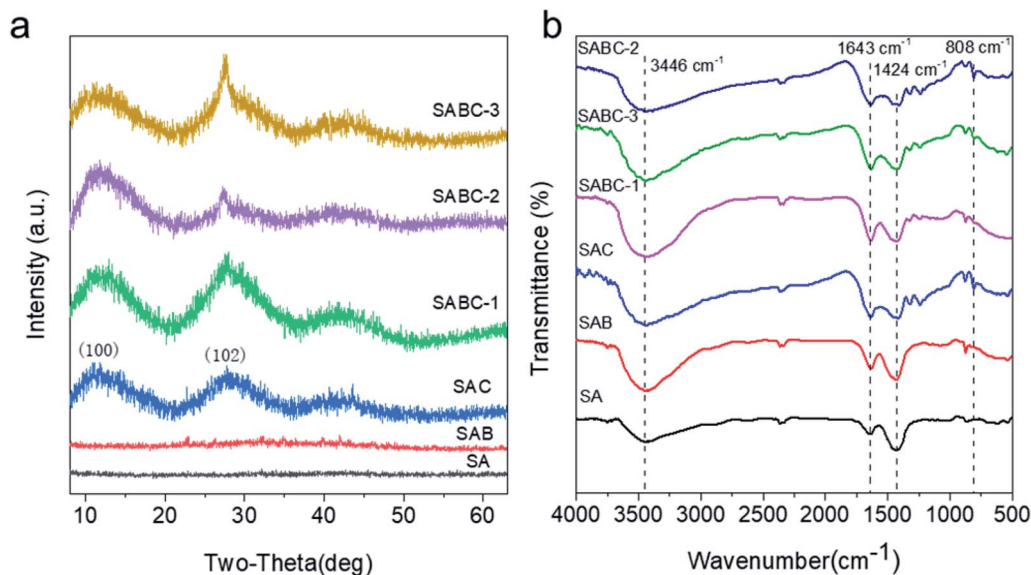 a
SABC-3
SABC-2
SABC-1
(100)
(102)
SAC
SAB
SA
Intensity (a.u.)
10 20 30 40 50 60
Two-Theta(deg)
b
SABC-2
3446 cm-1
1643 cm-1
1424 cm-1
808 cm-1
SABC-3
SABC-1
SAC
SAB
SA
Transmittance (%)
4000 3500 3000 2500 2000 1500 1000 500
Wavenumber(cm-1)